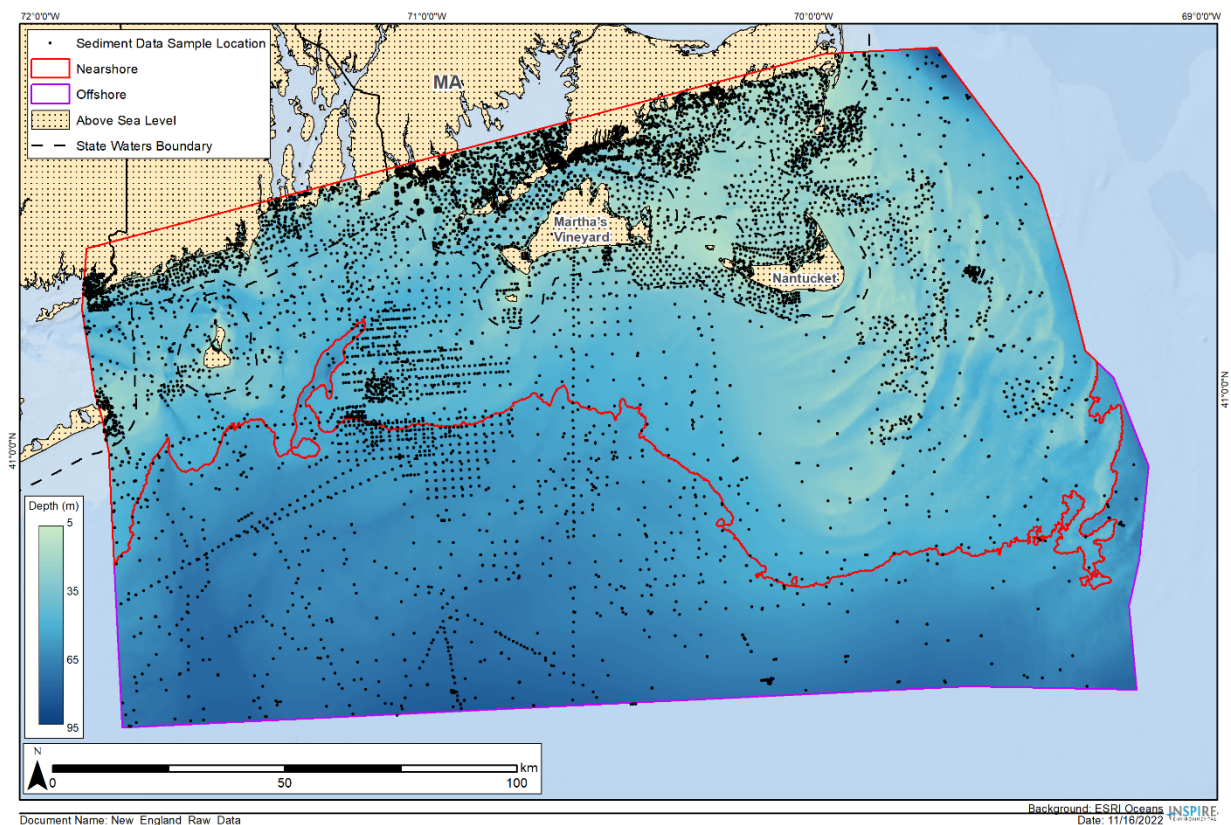 72°0'0"W
71°0'0"W
70°0'0"W
69°0'0"W
Sediment Data Sample Location
Nearshore
Offshore
Above Sea Level
State Waters Boundary
MA
Martha's
Vineyard
Nantucket
41°0'0"N
41°0'0"N
Depth (m)
5
35
65
95
N
km
0
50
100
Background: ESRI Oceans
Document Name: New_England_Raw_Data
Date: 11/16/2022
INSPIRE
ENVIRONMENTAL